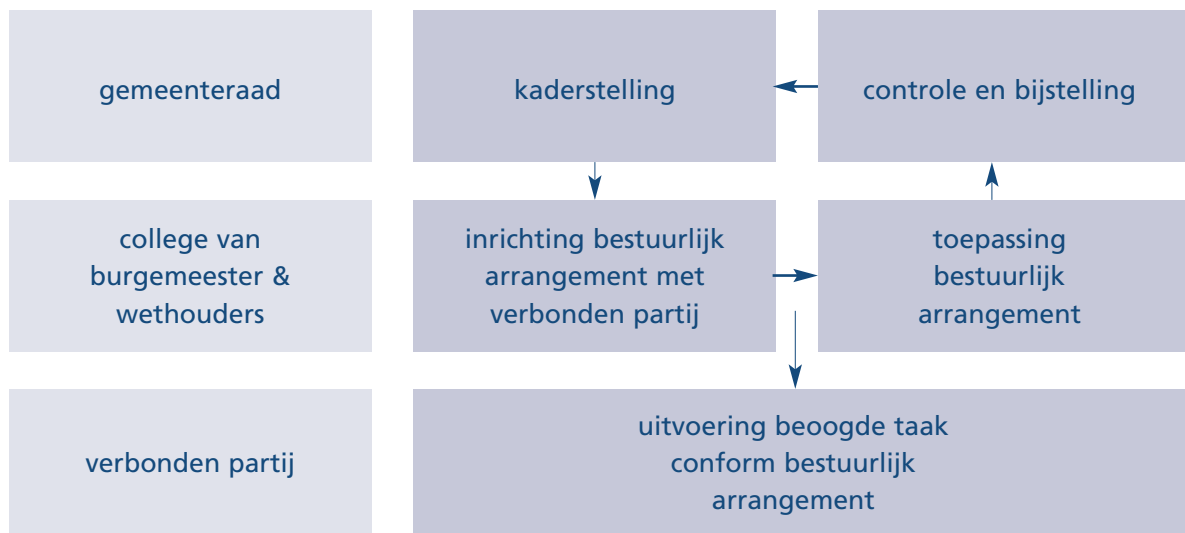 gemeenteraad
kaderstelling
controle en bijstelling
college van
burgemeester &
wethouders
inrichting bestuurlijk
arrangement met
verbonden partij
toepassing
bestuurlijk
arrangement
verbonden partij
uitvoering beoogde taak
conform bestuurlijk
arrangement